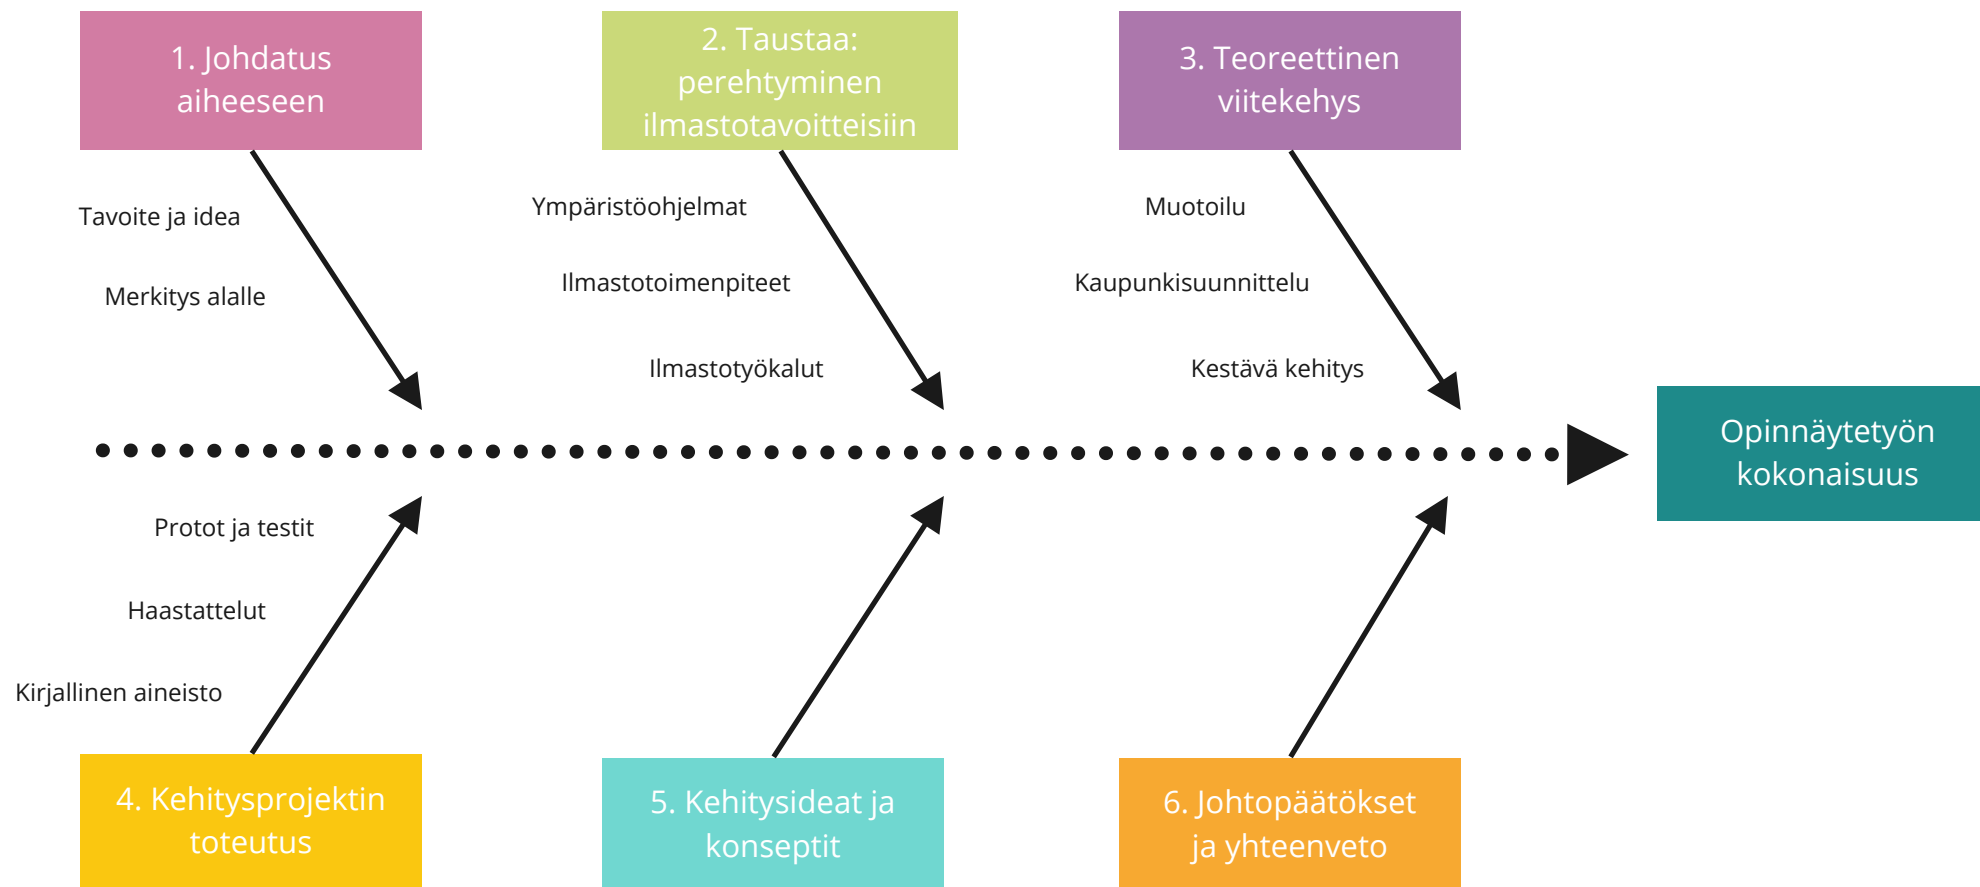 1. Johdatus
aiheeseen
2. Taustaa:
perehtyminen
ilmastotavoitteisiin
3. Teoreettinen
viitekehys
Tavoite ja idea
Merkitys alalle
Ympäristöohjelmat
Ilmastotoimenpiteet
Ilmastotyökalut
Muotoilu
Kaupunkisuunnittelu
Kestävä kehitys
Opinnäytetyön
kokonaisuus
Protot ja testit
Haastattelut
Kirjallinen aineisto
4. Kehitysprojektin
toteutus
5. Kehitysideat ja
konseptit
6. Johtopäätökset
ja yhteenveto